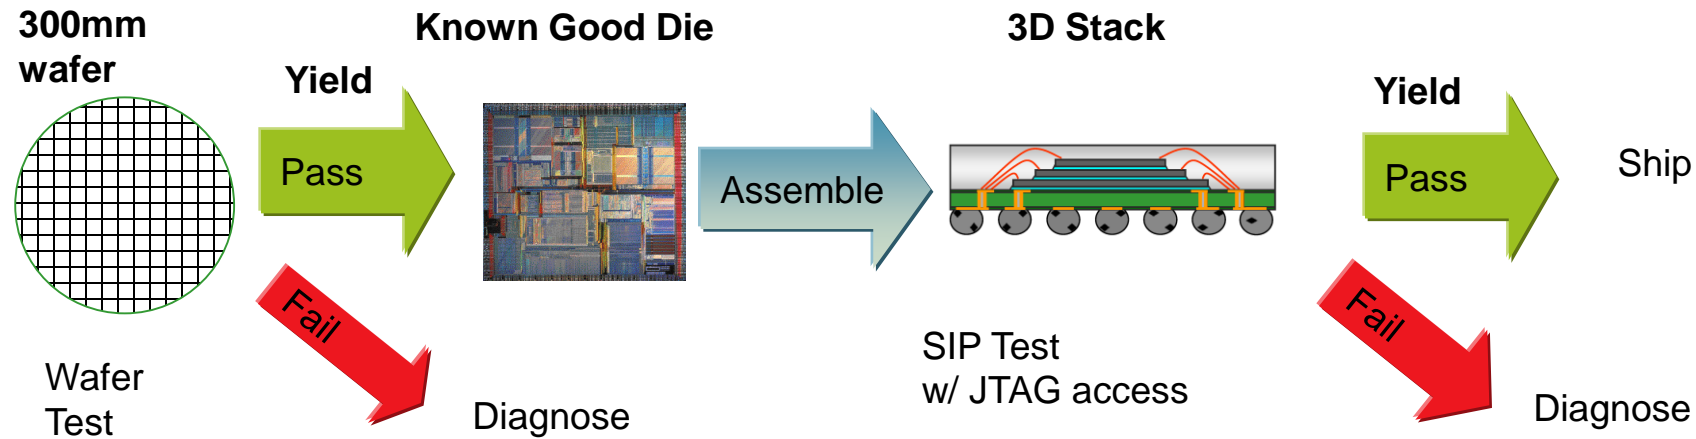 300mm
wafer
Known Good Die
3D Stack
Yield
Yield
Pass
Assemble
Pass
Ship
Fail
Fail
Wafer
Test
Diagnose
SIP Test
w/ JTAG access
Diagnose